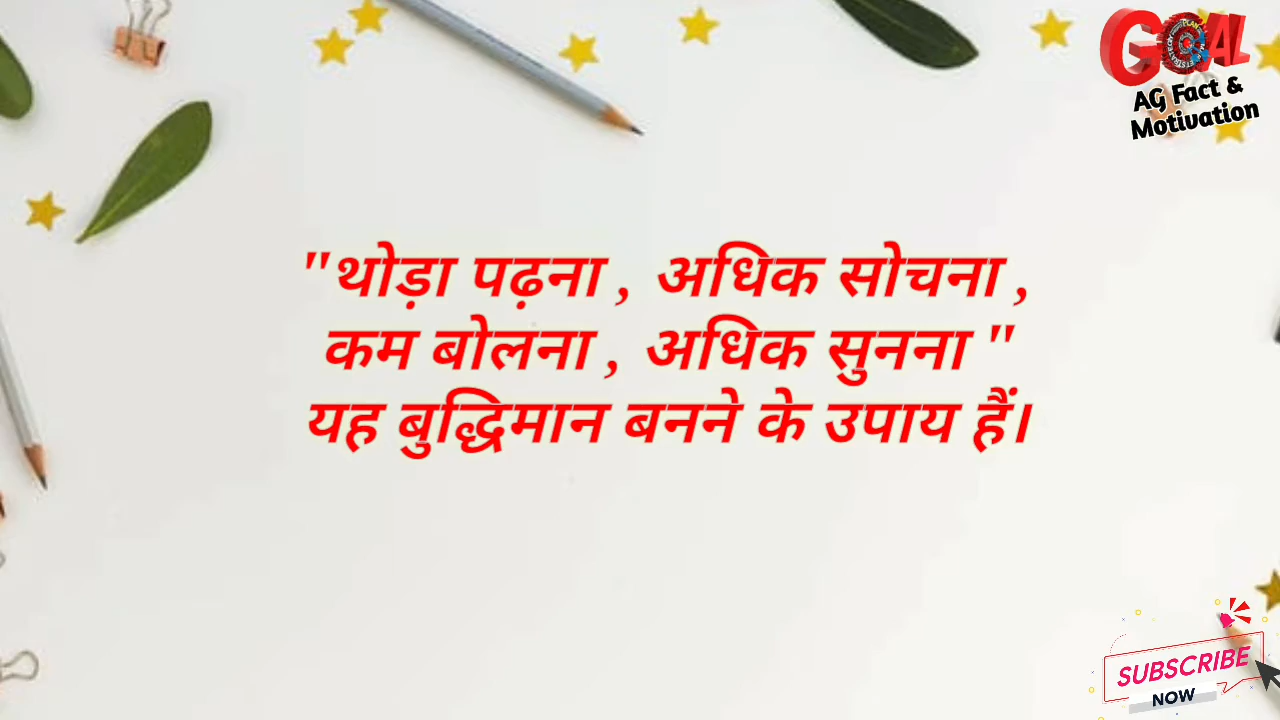 GOAL
AG Fact &
Motivation
"थोड़ा पढ़ना , अधिक सोचना ,
कम बोलना , अधिक सुनना "
यह बुद्धिमान बनने के उपाय हैं।
SUBSCRIBE
NOW